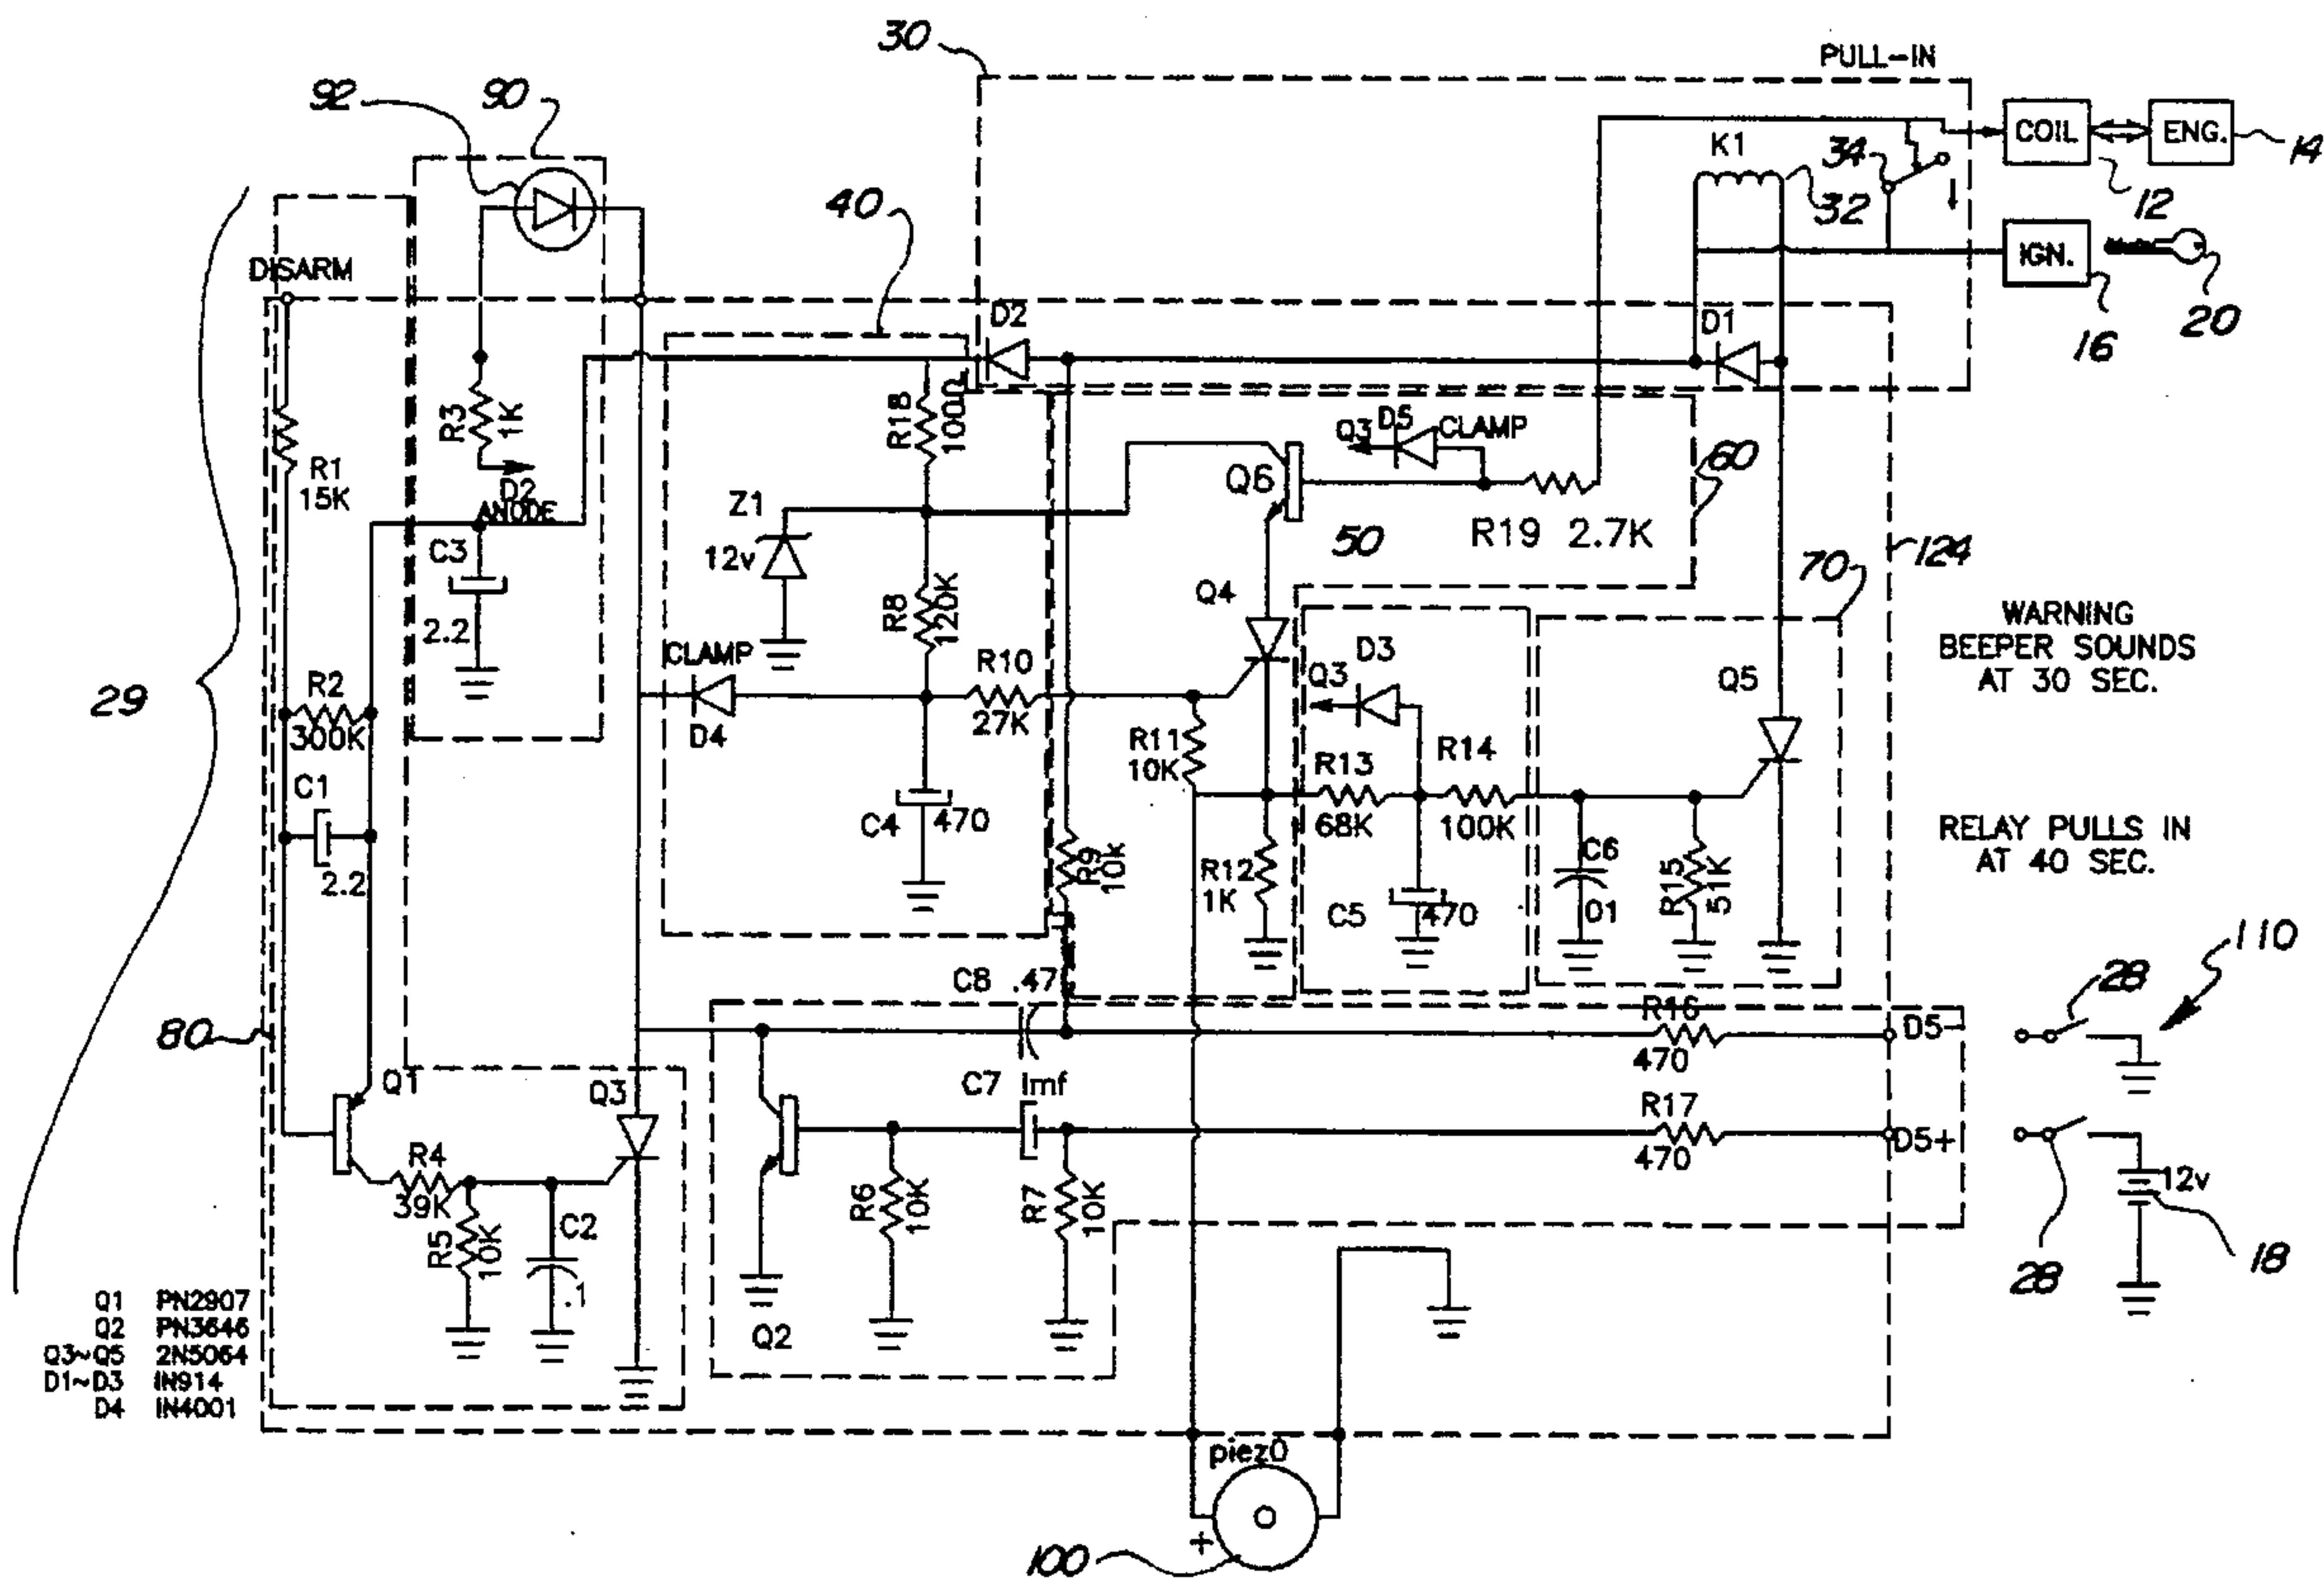 30
PULL-IN
92
90
COIL
ENG.
14
K1
34
40
32
12
DISARM
IGN.
20
D2
D1
16
R3
1K
R18
100Ω
D5
Q3
CLAMP
R1
15K
D2
ANODE
Q6
60
Z1
R19 2.7K
C3
12v
50
124
70
2.2
R8
120K
Q4
WARNING
BEEPER SOUNDS
AT 30 SEC.
CLAMP
R10
D3
Q3
Q5
29
R2
300K
D4
27K
R11
10K
R13
R14
C1
C4
470
68K
100K
RELAY PULLS IN
AT 40 SEC.
2.2
R9
10k
R12
1K
C5
470
C6
01
R15
51K
110
C8 .47
28
80
R16
470
D5-
Q1
Q3
C7 1mf
R17
470
D5+
R4
39K
12v
R5
10K
C2
.1
R6
10K
R7
10K
28
18
Q2
Q1 PN2907
Q2 PN3646
Q3~Q5 2N5064
D1~D3 IN914
D4 IN4001
piezO
+
100